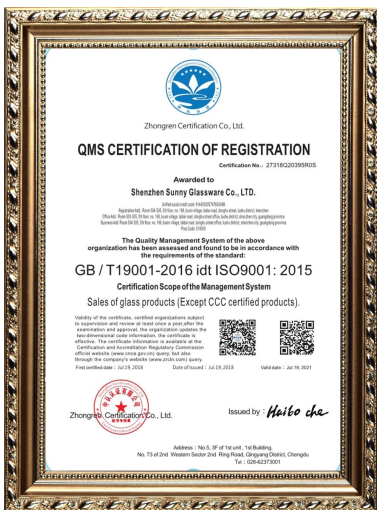 Zhongren Certification Co., Ltd.
QMS CERTIFICATION OF REGISTRATION
Certification No.: 27318Q20395R0S
Awarded to
Shenzhen Sunny Glassware Co., LTD.
The Quality Management System of the above
organization has been assessed and found to be in accordance with
the requirements of the standard:
GB / T19001-2016 idt ISO9001: 2015
Certification Scope of the Management System
Sales of glass products (Except CCC certified products).
Validity of the certificate, certified organizations subject
to supervision and review at least once a year.after the
examination and approval, the organization updates the
two-dimensional code information, the certificate is
effective. The certificate information is available at the
Certification and Accreditation Regulatory Commission
official website (www.cnca.gov.cn) query, but also
through the company's website (www.zrcn.com) query.
First certified date : Jul.19, 2018 Date of Issued : Jul.19, 2018 Valid date : Jul.18, 2021
Zhongren Certification Co., Ltd.
Issued by : Haibo che
Address : No.5, 3F of 1st unit, 1st Building,
No. 73 of 2nd Western Sector 2nd Ring Road, Qingyang District, Chengdu
Tel : 028-62373001